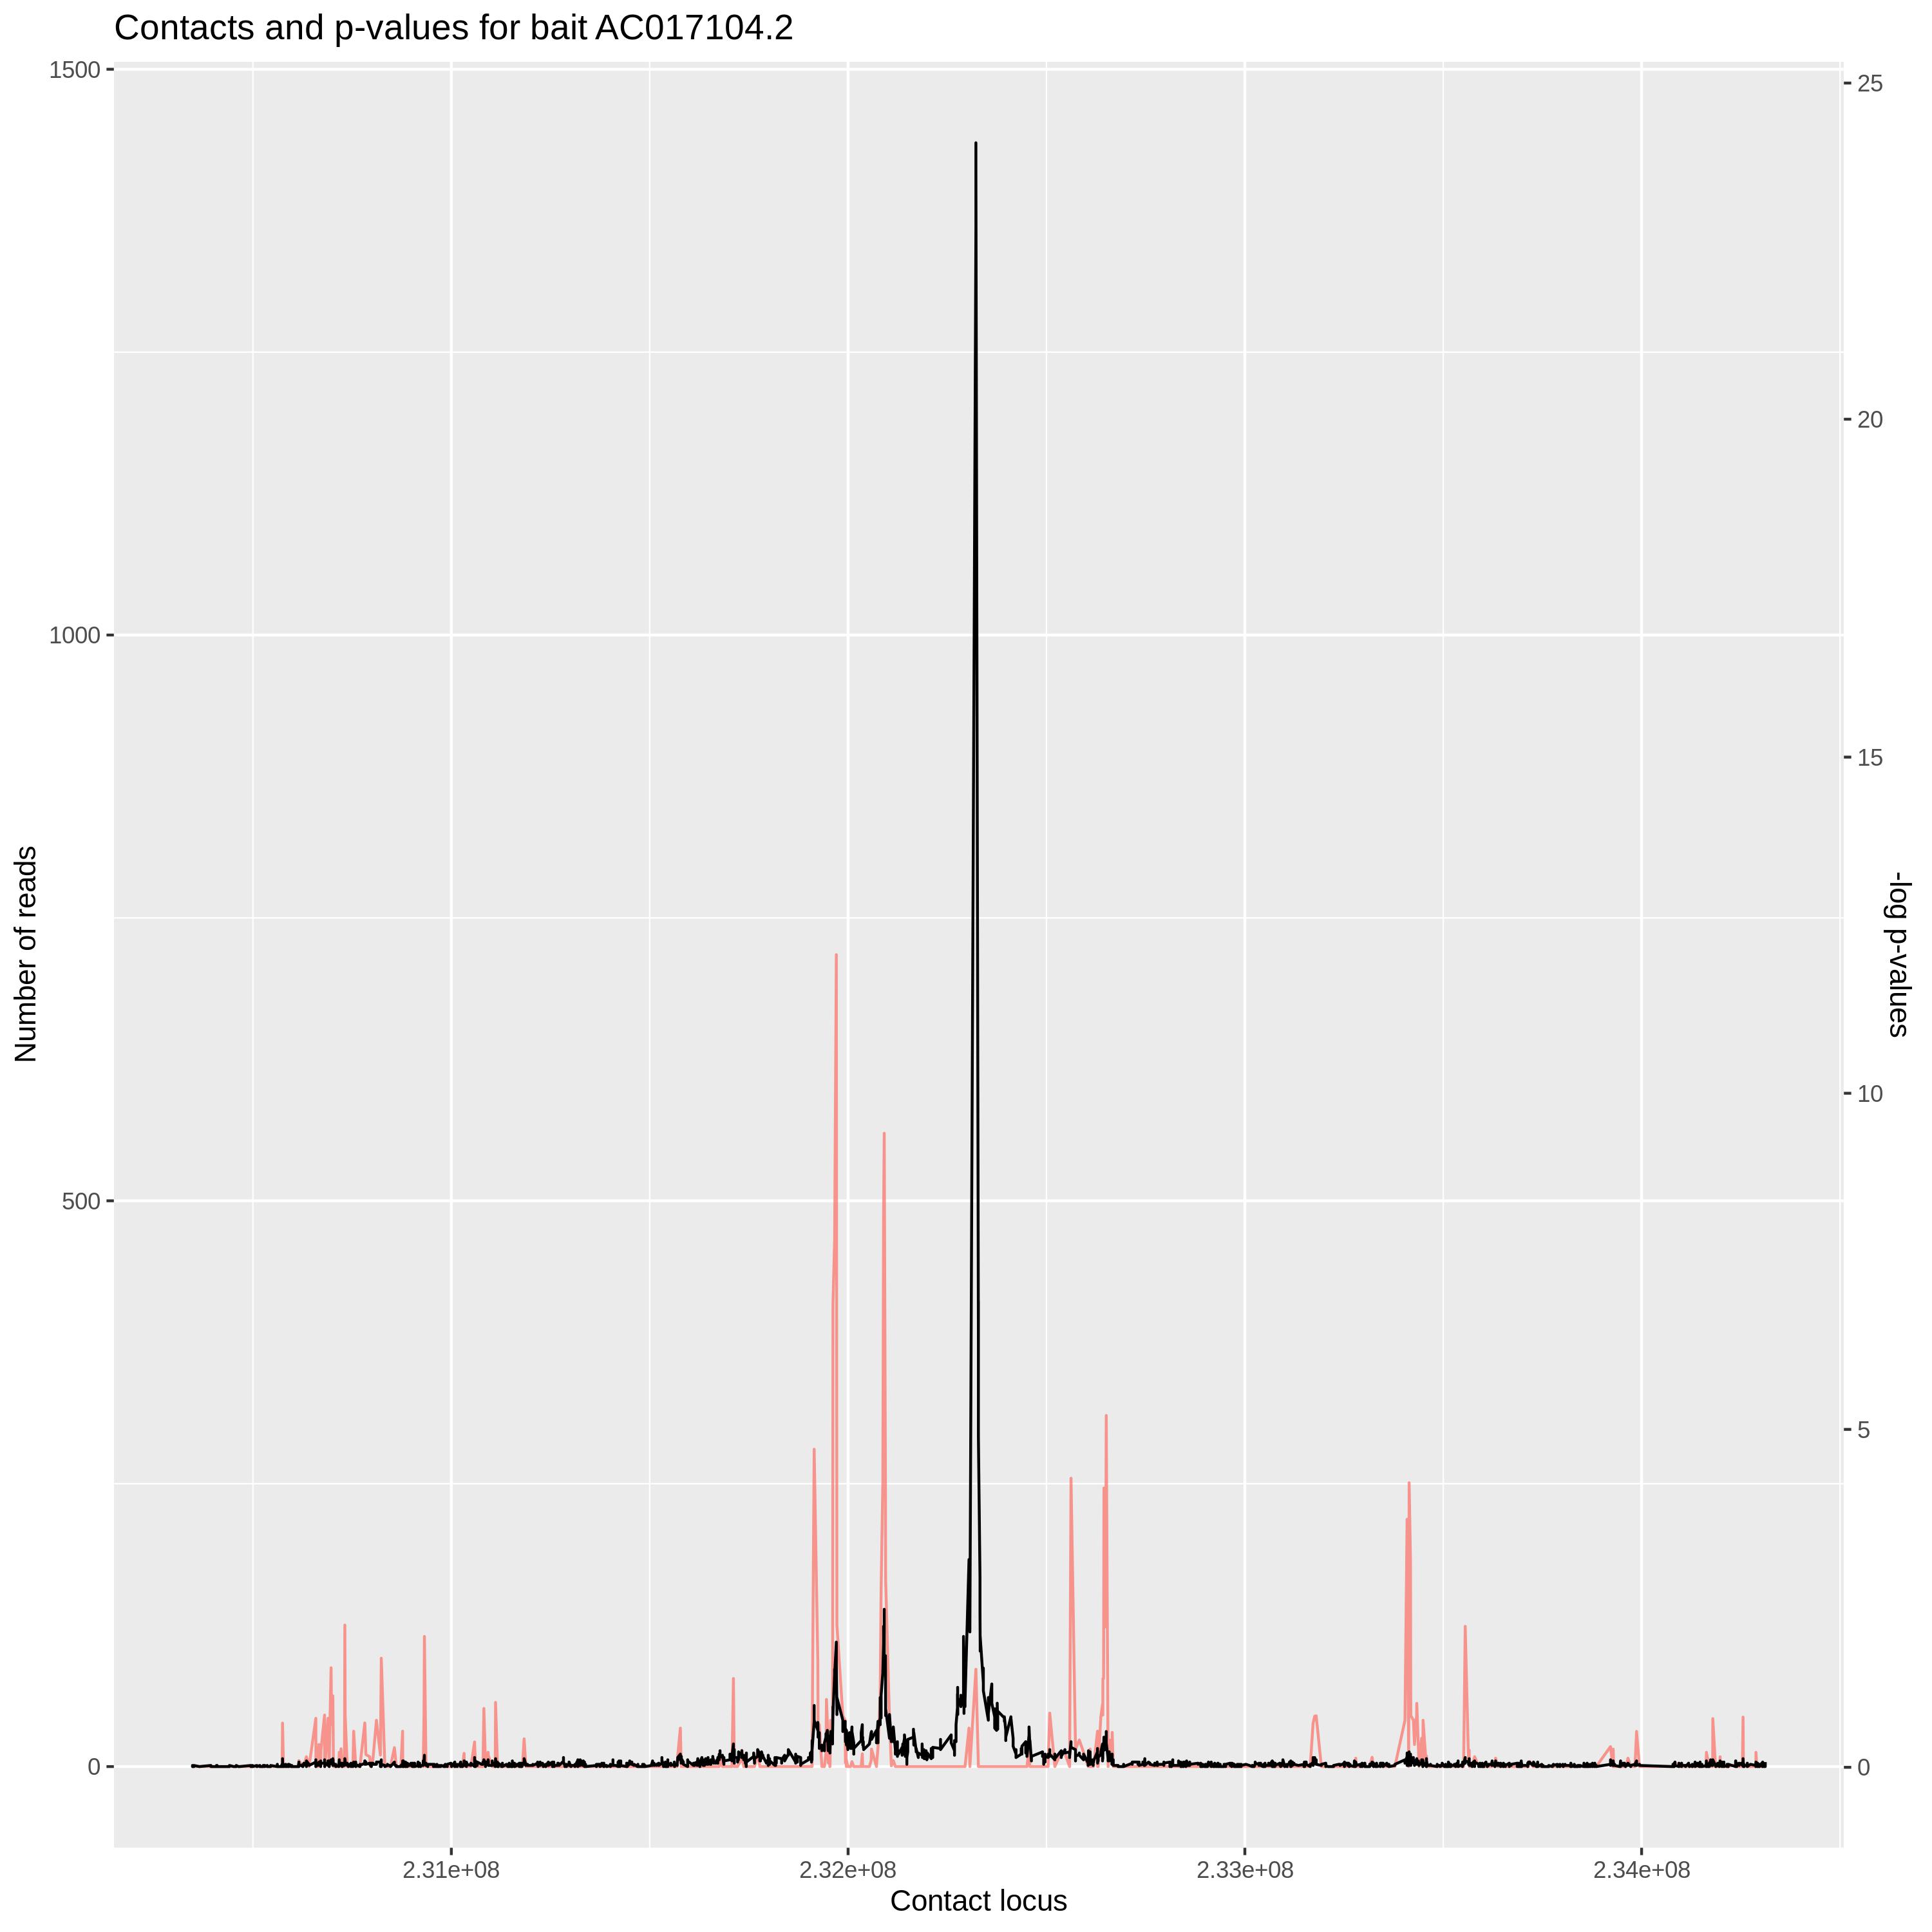 Contacts and p-values for bait AC017104.2
1500
1000
500
0
25
20
15
10
5
0
Number of reads
-log p-values
2.31e+08
2.32e+08
2.33e+08
2.34e+08
Contact locus